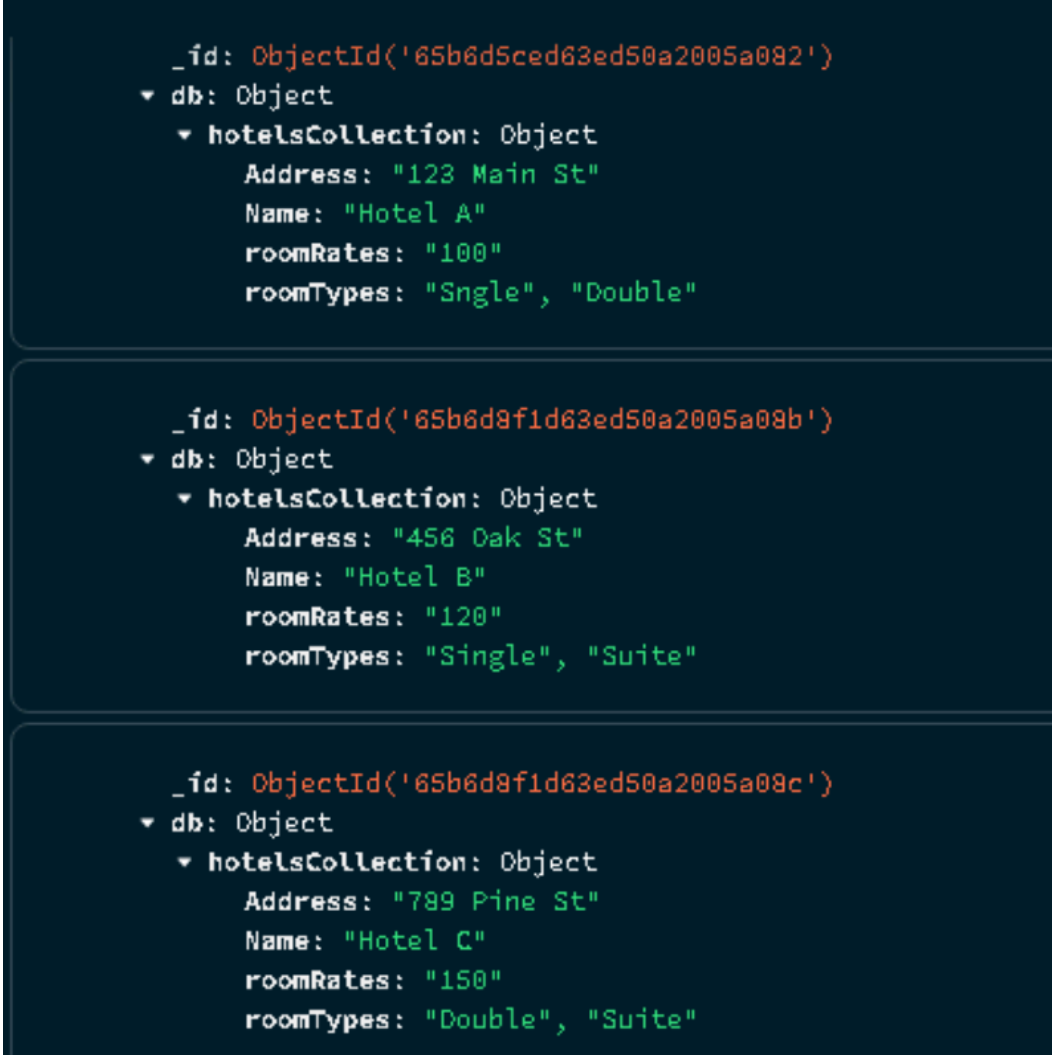 _id: ObjectId('65b6d5ced63ed50a2005a082')
db: Object
hotelsCollection: Object
Address: "123 Main St"
Name: "Hotel A"
roomRates: "100"
roomTypes: "Sngle", "Double"
_id: ObjectId('65b6d8f1d63ed50a2005a08b')
db: Object
hotelsCollection: Object
Address: "456 Oak St"
Name: "Hotel B"
roomRates: "120"
roomTypes: "Single", "Suite"
_id: ObjectId('65b6d8f1d63ed50a2005a08c')
db: Object
hotelsCollection: Object
Address: "789 Pine St"
Name: "Hotel C"
roomRates: "150"
roomTypes: "Double", "Suite"